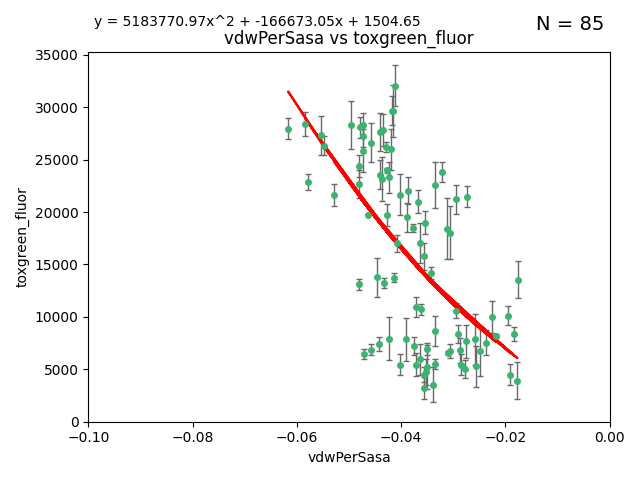 y = 5183770.97x^2 + -166673.05x + 1504.65
N = 85
vdwPerSasa vs toxgreen_fluor
35000
30000
25000
20000
15000
10000
5000
0
toxgreen_fluor
−0.10 −0.08 −0.06 −0.04 −0.02 0.00
vdwPerSasa